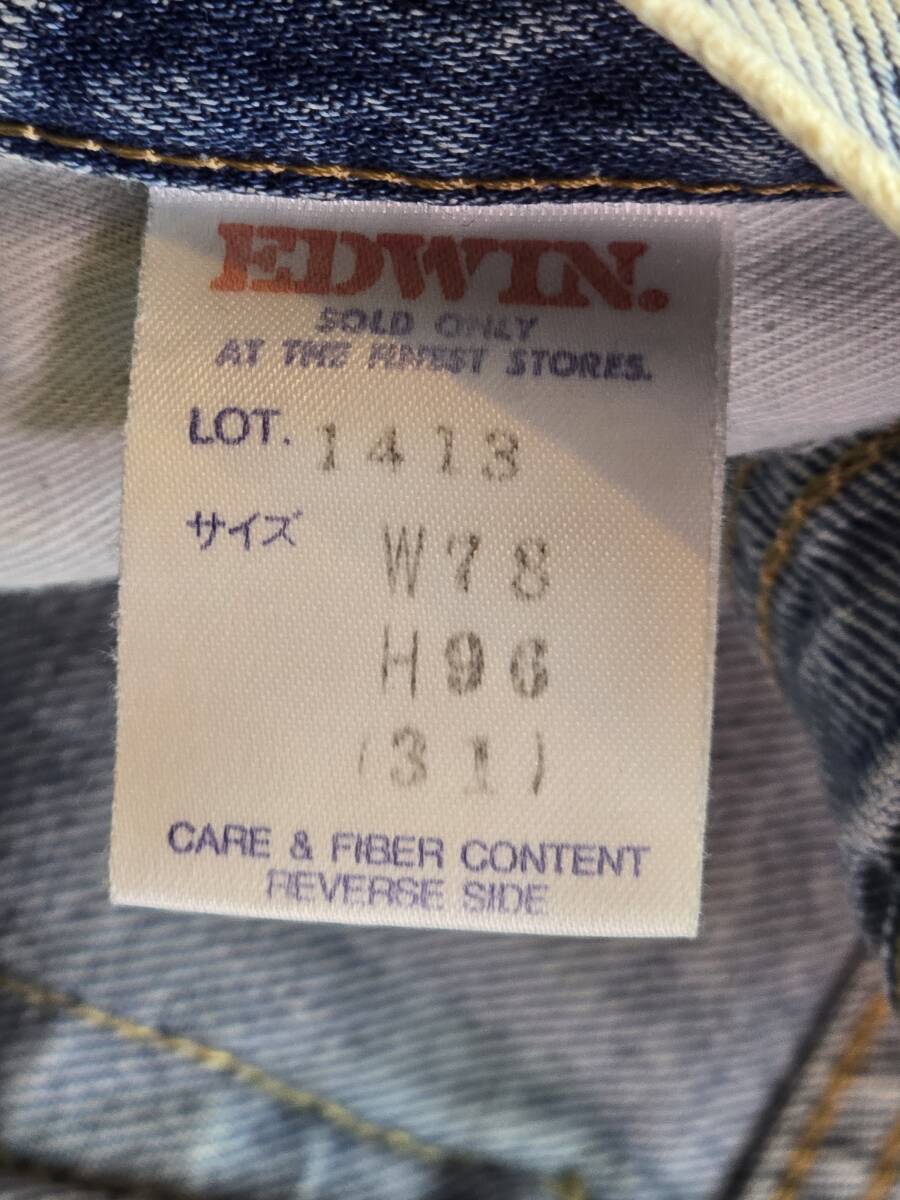 EDWIN.
SOLD ONLY
AT THE FINEST STORES.
LOT. 1413
サイズ W78
H96
(31)
CARE & FIBER CONTENT
REVERSE SIDE